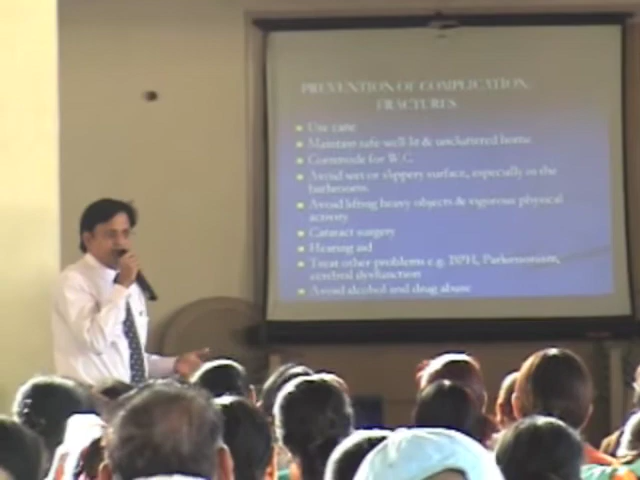 PREVENTION OF COMPLICATION,
FRACTURES
Use cane
Maintain safe well lit & uncluttered home
Commode for W.C.
Avoid wet or slippery surface, especially in the
bathrooms.
Avoid lifting heavy objects & vigorous physical
activity
Cataract surgery
Hearing aid
Treat other problems e.g. BPH, Parkinsonism,
cerebral dysfunction
Avoid alcohol and drug abuse